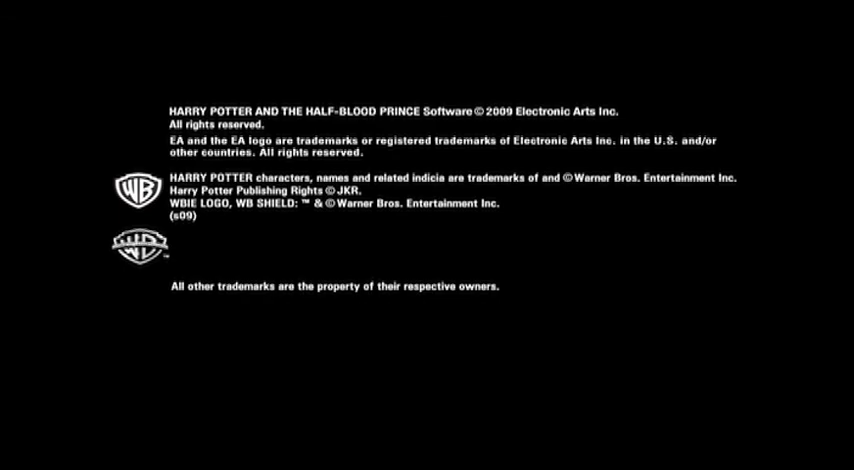 HARRY POTTER AND THE HALF-BLOOD PRINCE Software © 2009 Electronic Arts Inc.
All rights reserved.
EA and the EA logo are trademarks or registered trademarks of Electronic Arts Inc. in the U.S. and/or
other countries. All rights reserved.
HARRY POTTER characters, names and related indicia are trademarks of and © Warner Bros. Entertainment Inc.
WB
Harry Potter Publishing Rights © JKR.
WBIE LOGO, WB SHIELD: ™ & © Warner Bros. Entertainment Inc.
(s09)
WB ™
All other trademarks are the property of their respective owners.